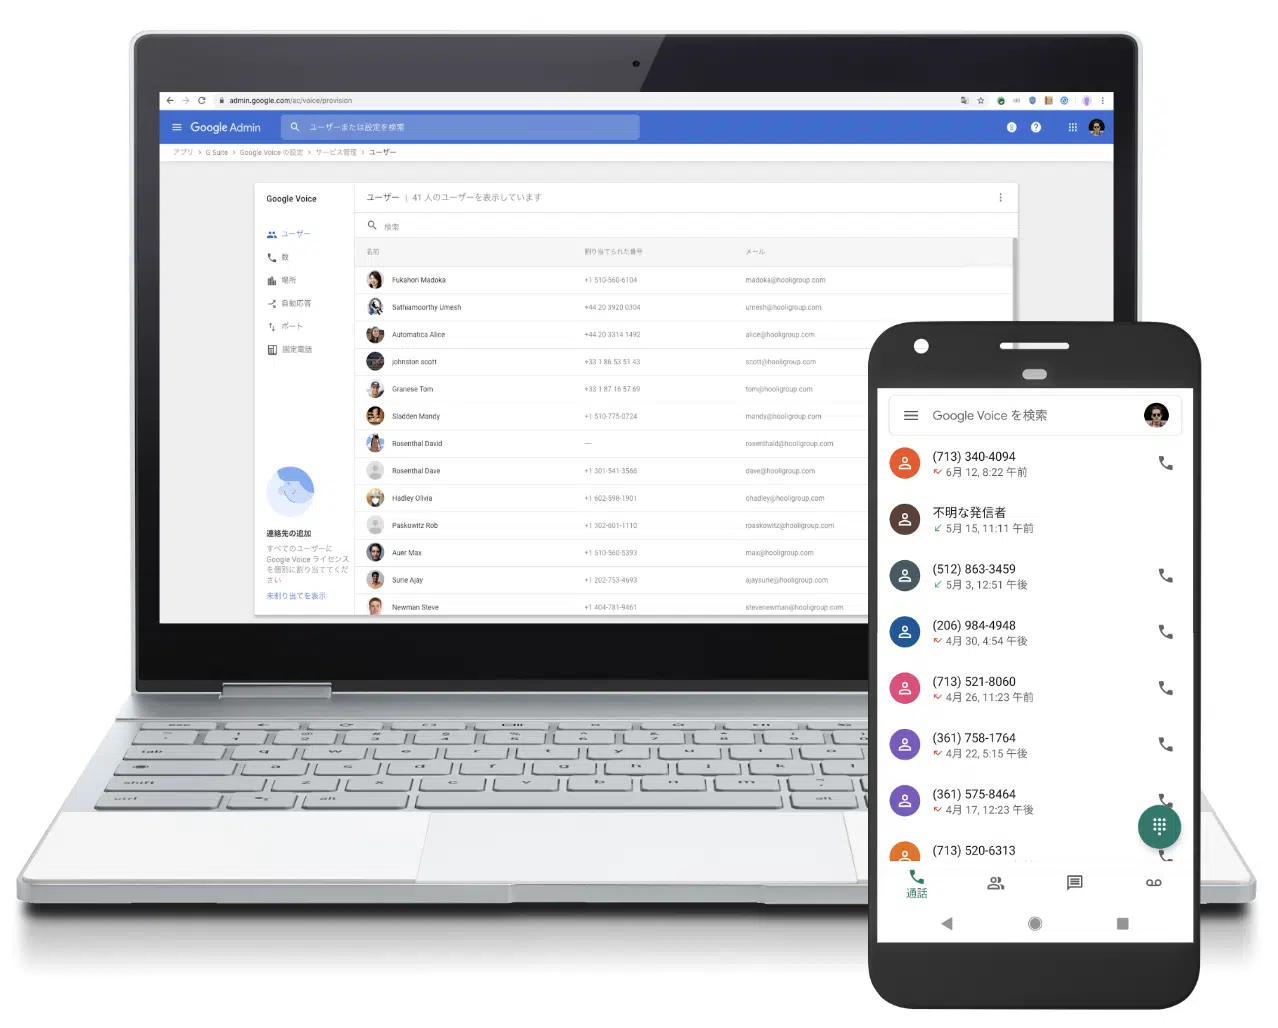 admin.google.com/ac/voice/provision
Google Admin
ユーザーまたは設定を検索
アプリ > G Suite > Google Voice の設定 > サービス管理 > ユーザー
Google Voice
ユーザー
数
場所
自動応答
ポート
固定電話
連絡先の追加
すべてのユーザーに
Google Voice ライセンス
を個別に割り当ててくだ
さい
未割り当てを表示
ユーザー | 41 人のユーザーを表示しています
検索
名前 割り当てられた番号 メール
Fukahori Madoka +1 510-560-6104 madoka@hooligroup.com
Sathiamoorthy Umesh +44 20 3920 0304 umesh@hooligroup.com
Automatica Alice +44 20 3314 1492 alice@hooligroup.com
johnston scott +33 1 86 53 51 43 scott@hooligroup.com
Granese Tom +33 1 87 16 57 69 tom@hooligroup.com
Sladden Mandy +1 510-775-0724 mandy@hooligroup.com
Rosenthal David — rosenthald@hooligroup.com
Rosenthal Dave +1 301-541-3566 dave@hooligroup.com
Hadley Olivia +1 602-598-1901 ohadley@hooligroup.com
Paskowitz Rob +1 302-601-1110 rpaskowitz@hooligroup.com
Auer Max +1 510-560-5393 max@hooligroup.com
Surie Ajay +1 202-753-4693 ajaysurie@hooligroup.com
Newman Steve +1 404-781-9461 stevenewman@hooligroup.com
Google Voice を検索
(713) 340-4094
6月 12, 8:22 午前
不明な発信者
5月 15, 11:11 午前
(512) 863-3459
5月 3, 12:51 午後
(206) 984-4948
4月 30, 4:54 午後
(713) 521-8060
4月 26, 11:23 午前
(361) 758-1764
4月 22, 5:15 午後
(361) 575-8464
4月 17, 12:23 午後
(713) 520-6313
通話